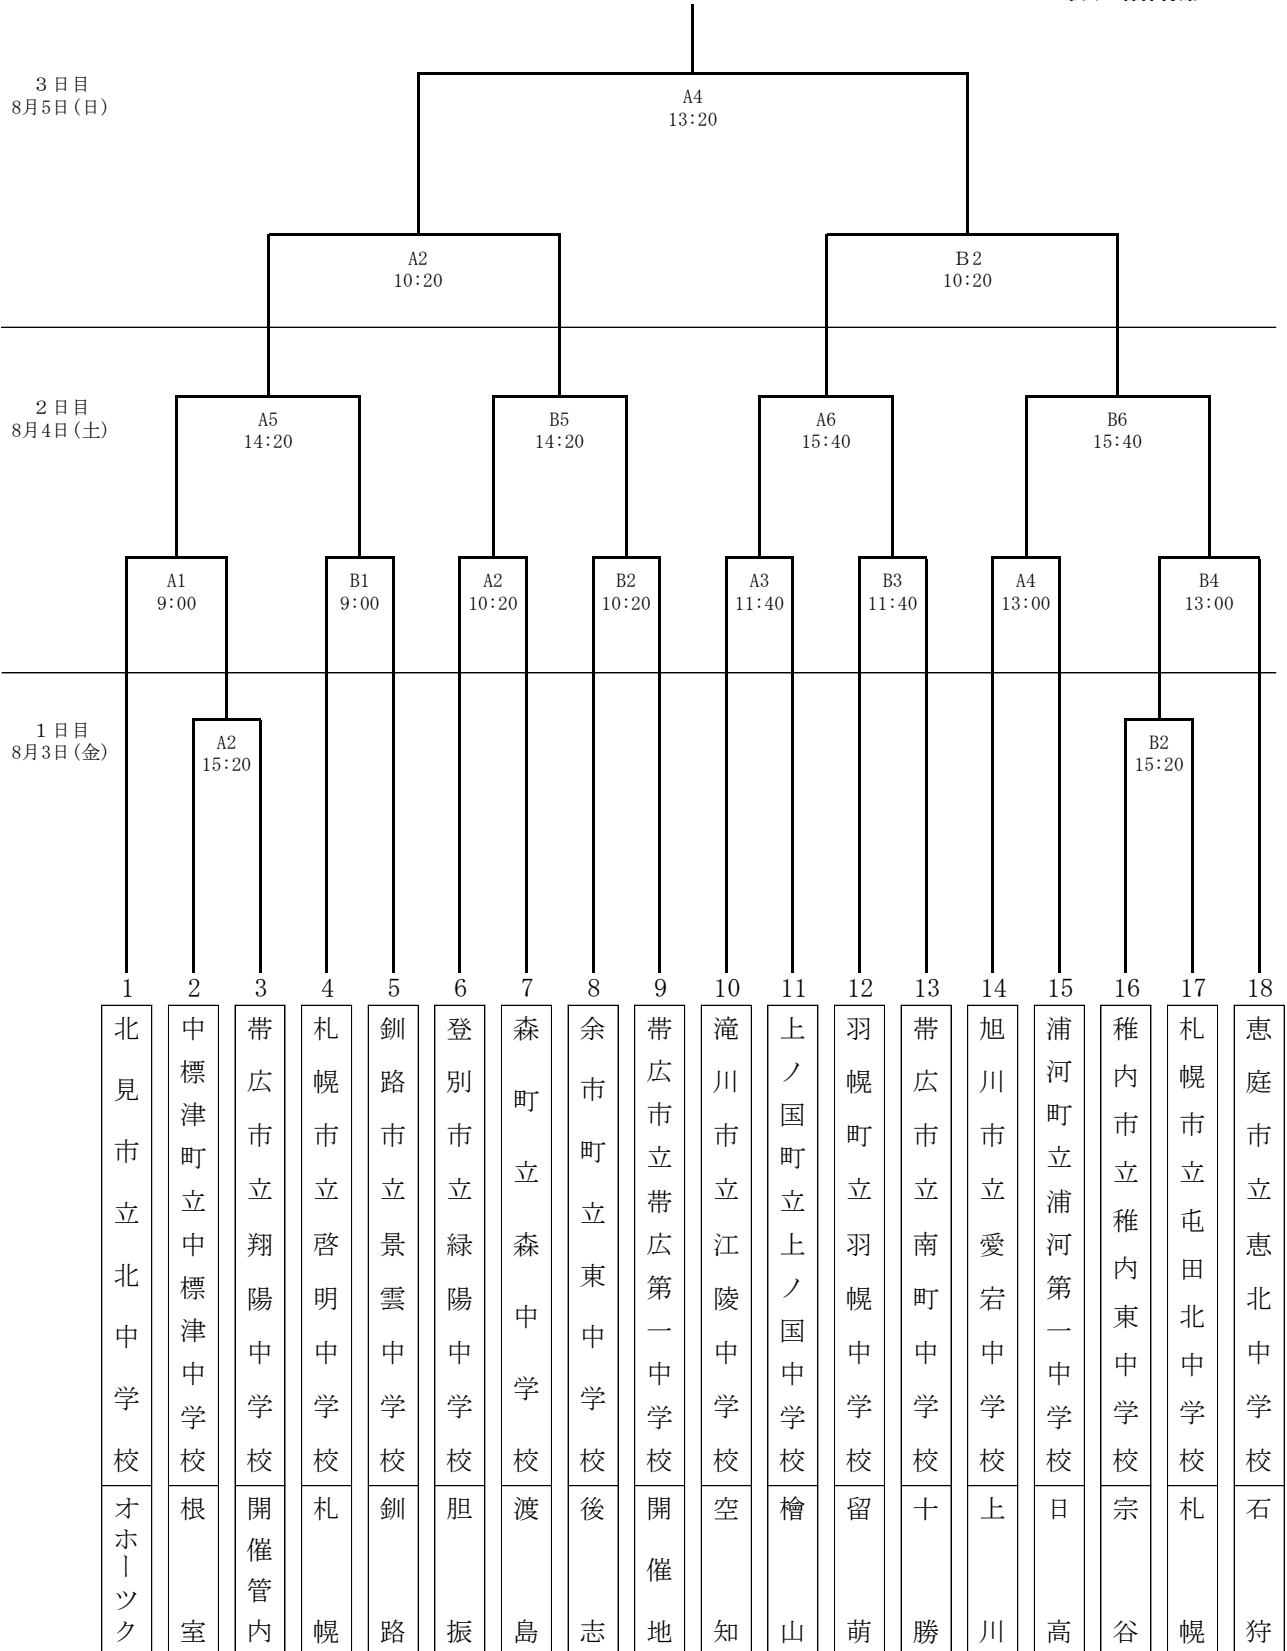 3日目
8月5日(日)
A4
13:20
A2
10:20
B2
10:20
2日目
8月4日(土)
A5
14:20
B5
14:20
A6
15:40
B6
15:40
A1
9:00
B1
9:00
A2
10:20
B2
10:20
A3
11:40
B3
11:40
A4
13:00
B4
13:00
1日目
8月3日(金)
A2
15:20
B2
15:20
1
北見市立北中学校
オホーツク
2
中標津町立中標津中学校
根室
3
帯広市立翔陽中学校
開催管内
4
札幌市立啓明中学校
札幌
5
釧路市立景雲中学校
釧路
6
登別市立緑陽中学校
胆振
7
森町立森中学校
渡島
8
余市町立東中学校
後志
9
帯広市立帯広第一中学校
開催地
10
滝川市立江陵中学校
空知
11
上ノ国町立上ノ国中学校
檜山
12
羽幌町立羽幌中学校
留萌
13
帯広市立南町中学校
十勝
14
旭川市立愛宕中学校
上川
15
浦河町立浦河第一中学校
日高
16
稚内市立稚内東中学校
宗谷
17
札幌市立屯田北中学校
札幌
18
恵庭市立恵北中学校
石狩